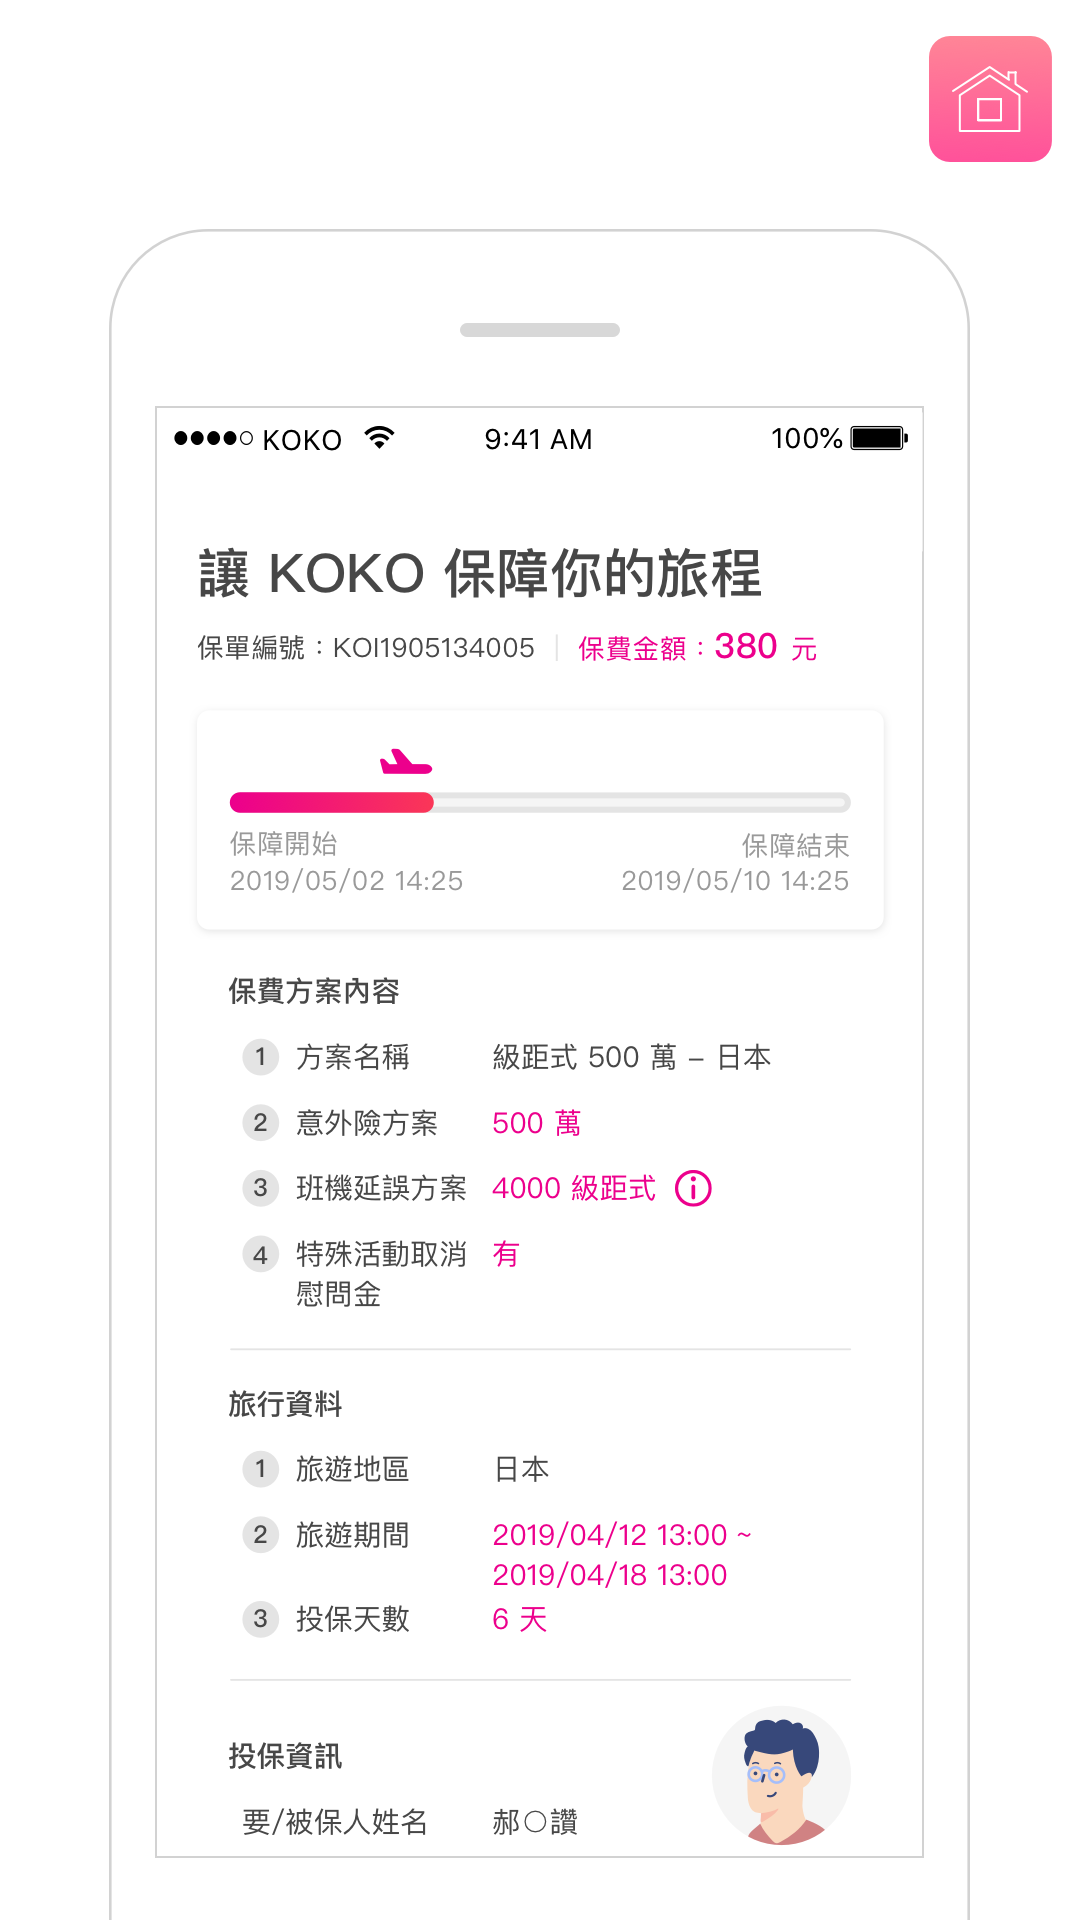 KOKO 9:41 AM 100%
讓 KOKO 保障你的旅程
保單編號：KOI1905134005 保費金額：380 元
保障開始 保障結束
2019/05/02 14:25 2019/05/10 14:25
保費方案內容
1 方案名稱 級距式 500 萬 – 日本
2 意外險方案 500 萬
3 班機延誤方案 4000 級距式 i
4 特殊活動取消 有
慰問金
旅行資料
1 旅遊地區 日本
2 旅遊期間 2019/04/12 13:00 ~
2019/04/18 13:00
3 投保天數 6 天
投保資訊
要/被保人姓名 郝○讚